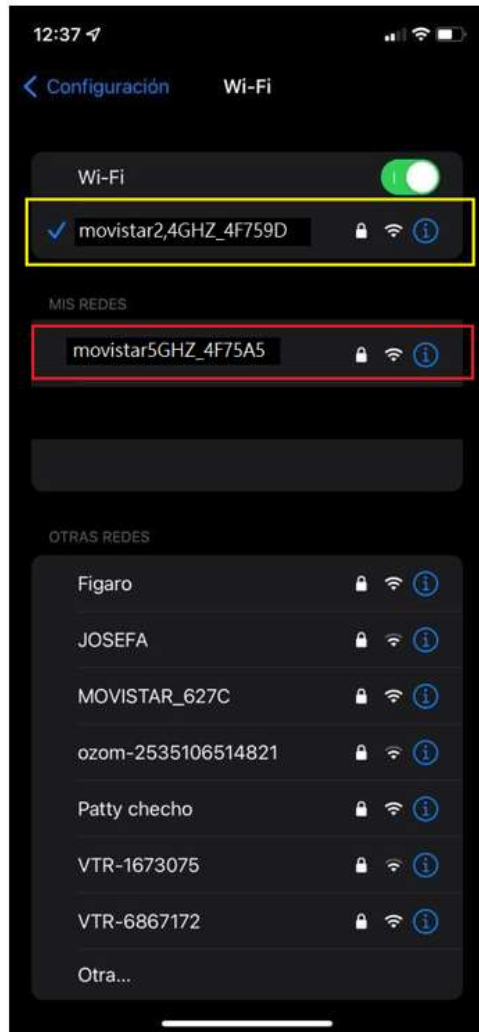 12:37
Configuración Wi-Fi
Wi-Fi
movistar2,4GHZ_4F759D
MIS REDES
movistar5GHZ_4F75A5
OTRAS REDES
Figaro
JOSEFA
MOVISTAR_627C
ozom-2535106514821
Patty checho
VTR-1673075
VTR-6867172
Otra...